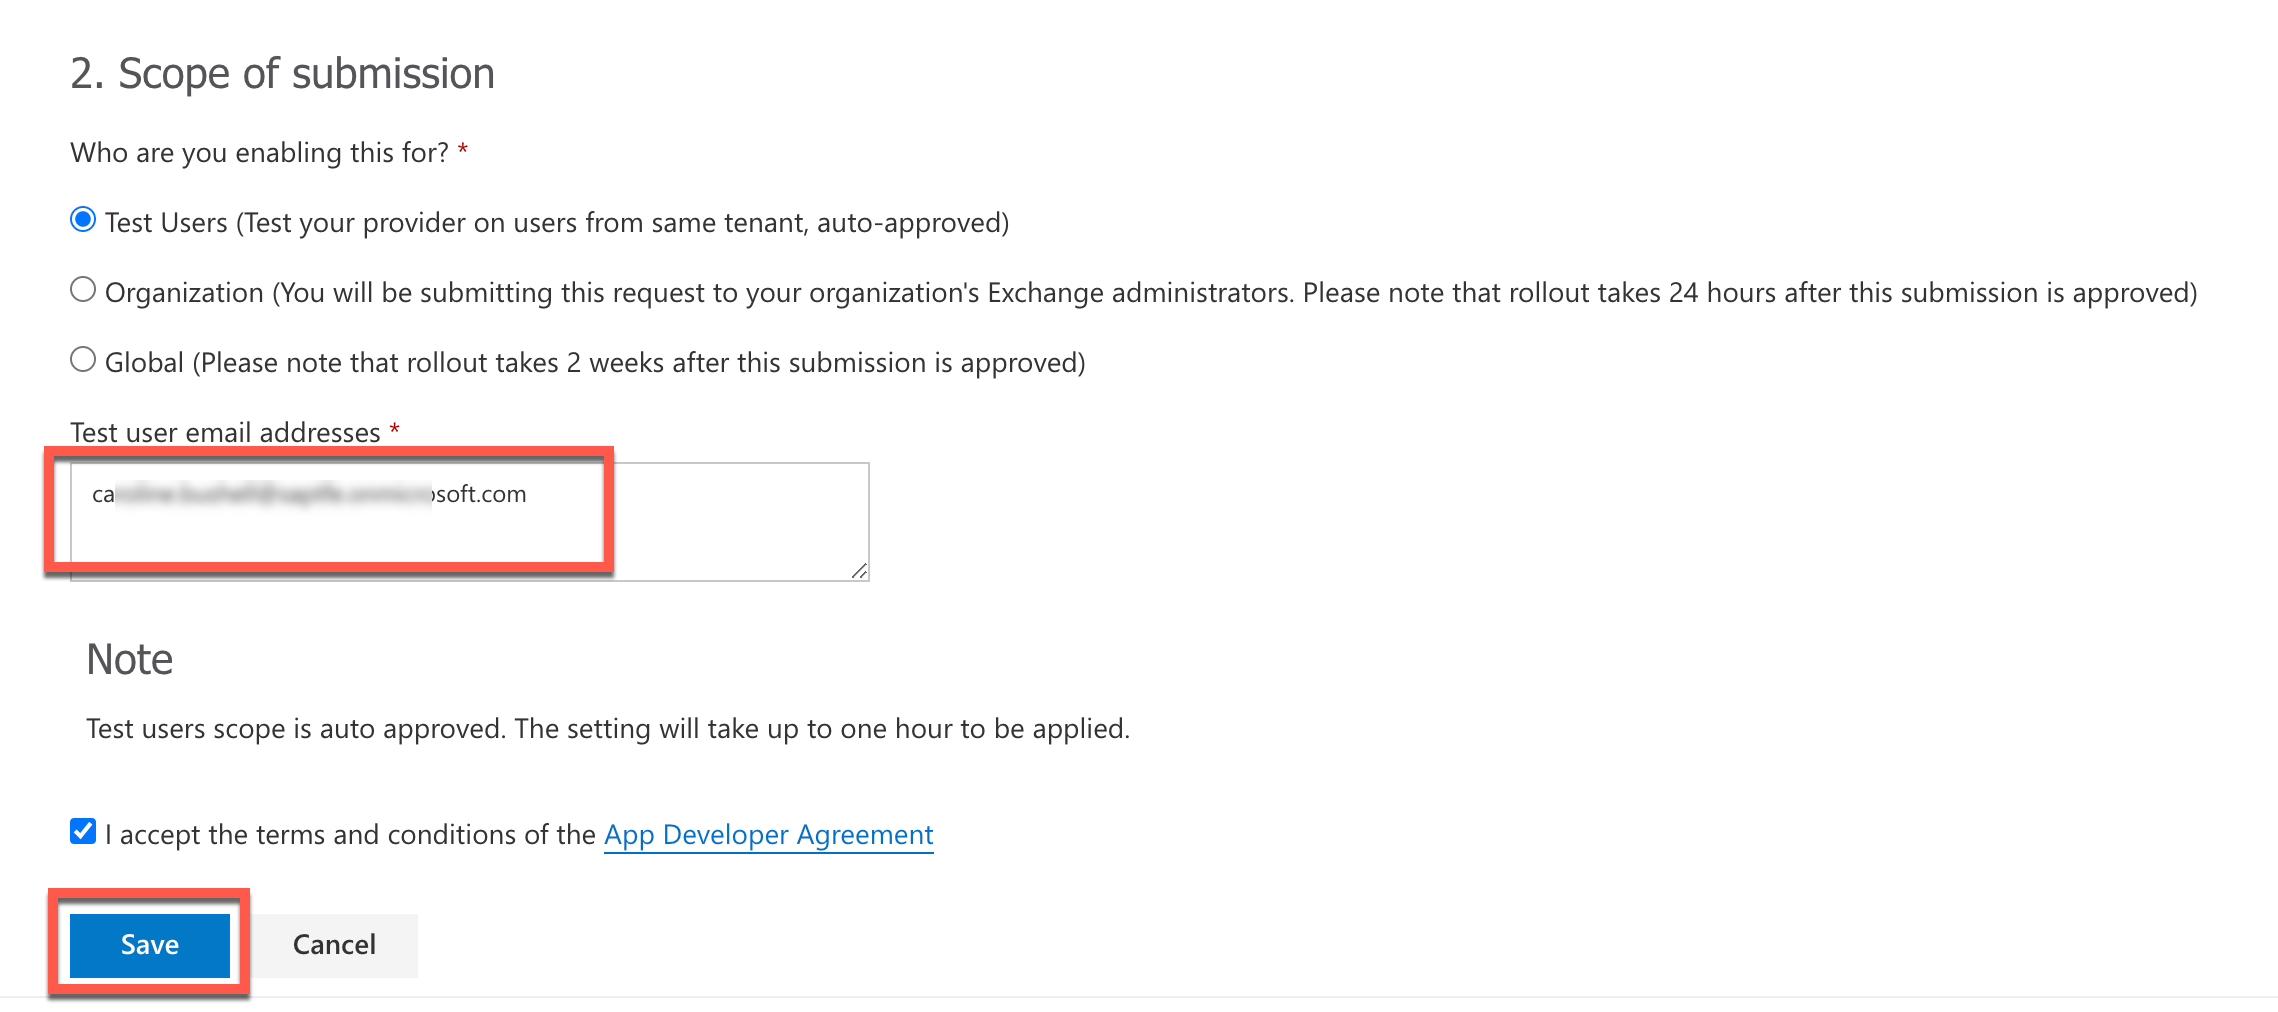 2. Scope of submission
Who are you enabling this for? *
Test Users (Test your provider on users from same tenant, auto-approved)
Organization (You will be submitting this request to your organization's Exchange administrators. Please note that rollout takes 24 hours after this submission is approved)
Global (Please note that rollout takes 2 weeks after this submission is approved)
Test user email addresses *
ca soft.com
Note
Test users scope is auto approved. The setting will take up to one hour to be applied.
I accept the terms and conditions of the App Developer Agreement
Save Cancel